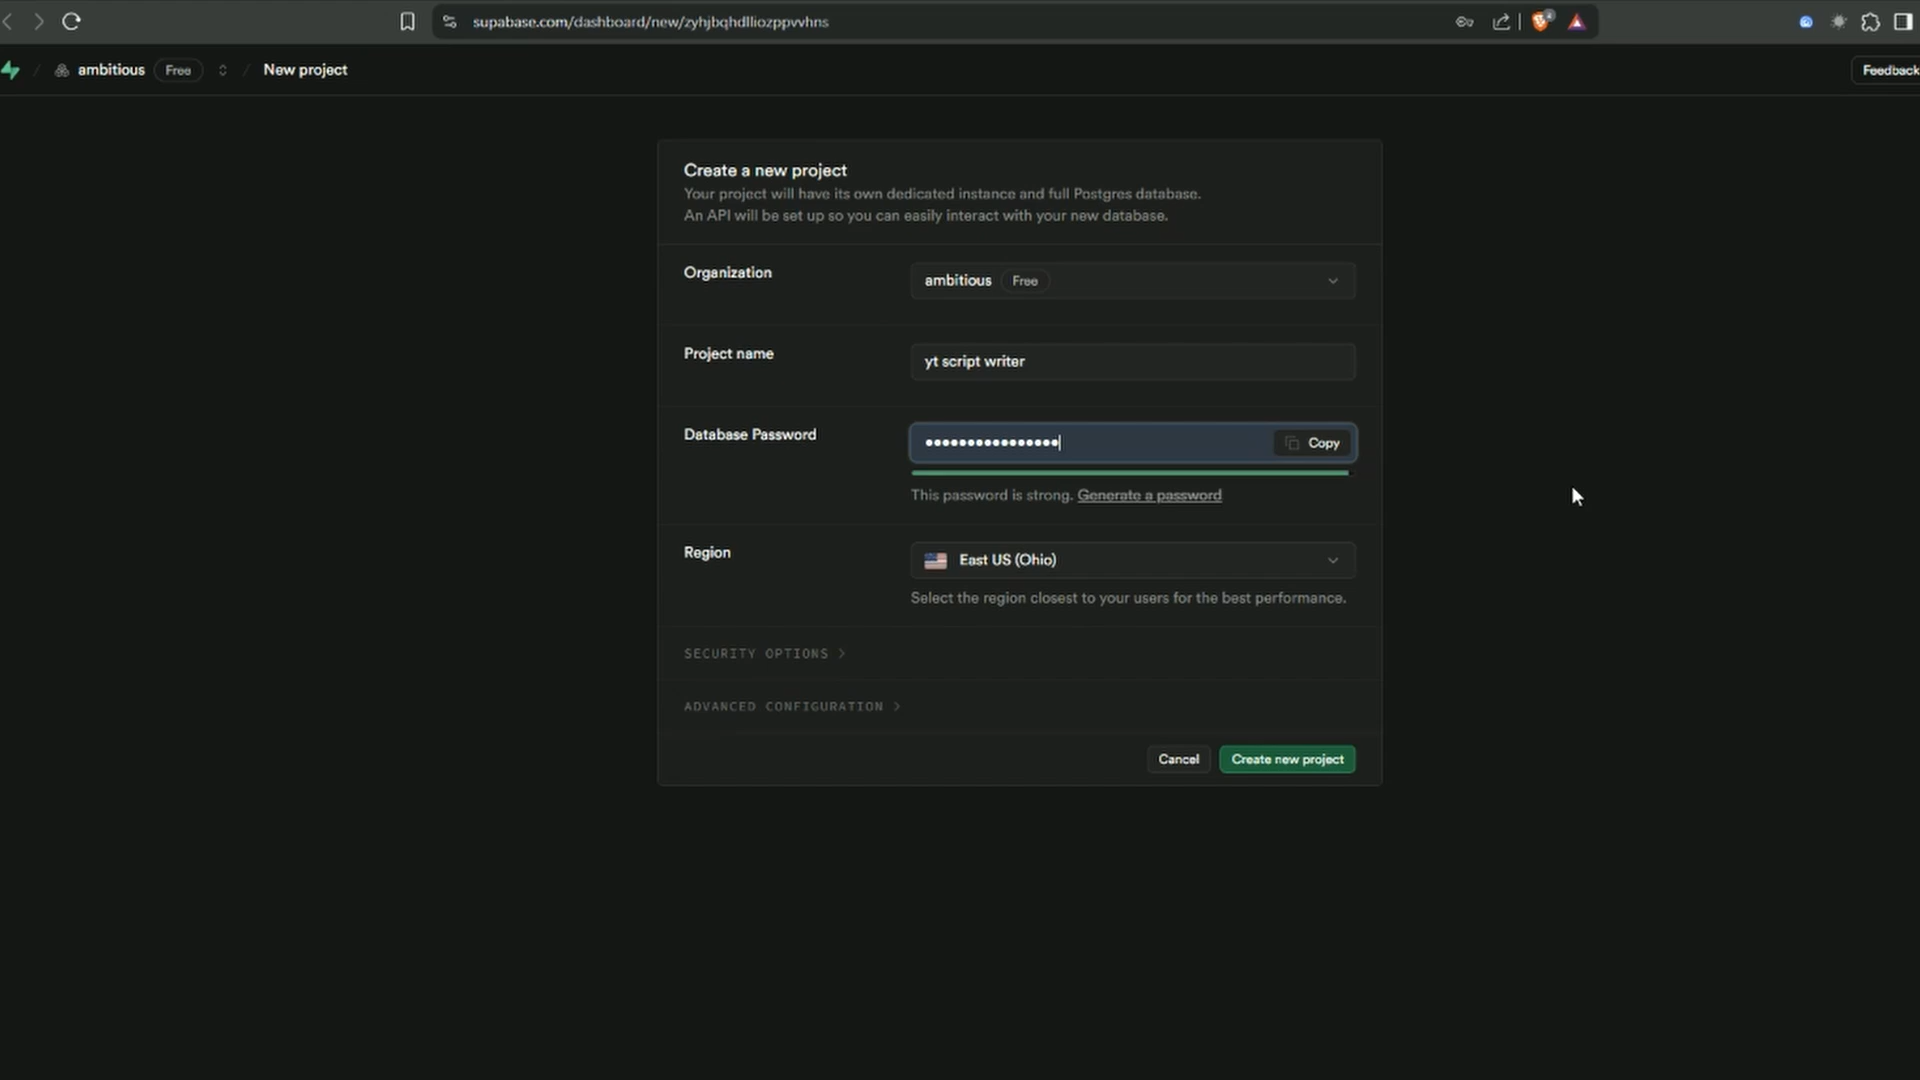 supabase.com/dashboard/new/zyhjbqhdlliozppvvhns
2
/ ambitious Free / New project
Feedback
Create a new project
Your project will have its own dedicated instance and full Postgres database.
An API will be set up so you can easily interact with your new database.
Organization
ambitious Free
Project name
yt script writer
Database Password
••••••••••••••••
Copy
This password is strong. Generate a password
Region
East US (Ohio)
Select the region closest to your users for the best performance.
SECURITY OPTIONS >
ADVANCED CONFIGURATION >
Cancel
Create new project